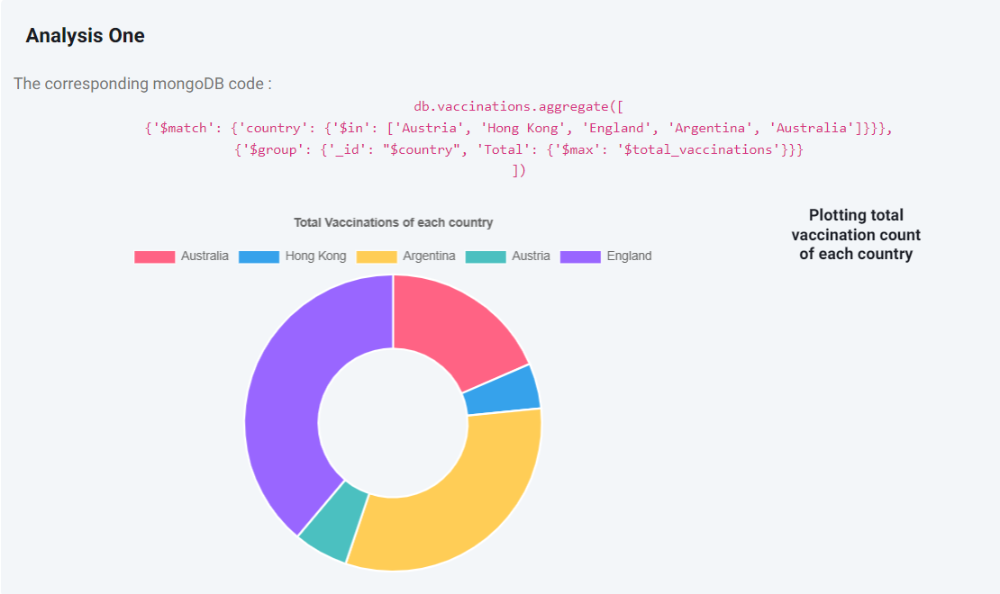 Analysis One
The corresponding mongoDB code :
db.vaccinations.aggregate([
{'$match': {'country': {'$in': ['Austria', 'Hong Kong', 'England', 'Argentina', 'Australia']}}},
{'$group': {'_id': "$country", 'Total': {'$max': '$total_vaccinations'}}}
])
Total Vaccinations of each country
Australia Hong Kong Argentina Austria England
Plotting total
vaccination count
of each country